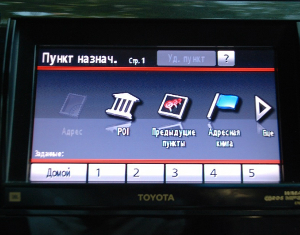 Пункт назнач. Стр. 1 Уд. пункт ?
Адрес POI Предыдущие пункты Адресная книга Еще
Заданные:
Домой 1 2 3 4 5
TOYOTA